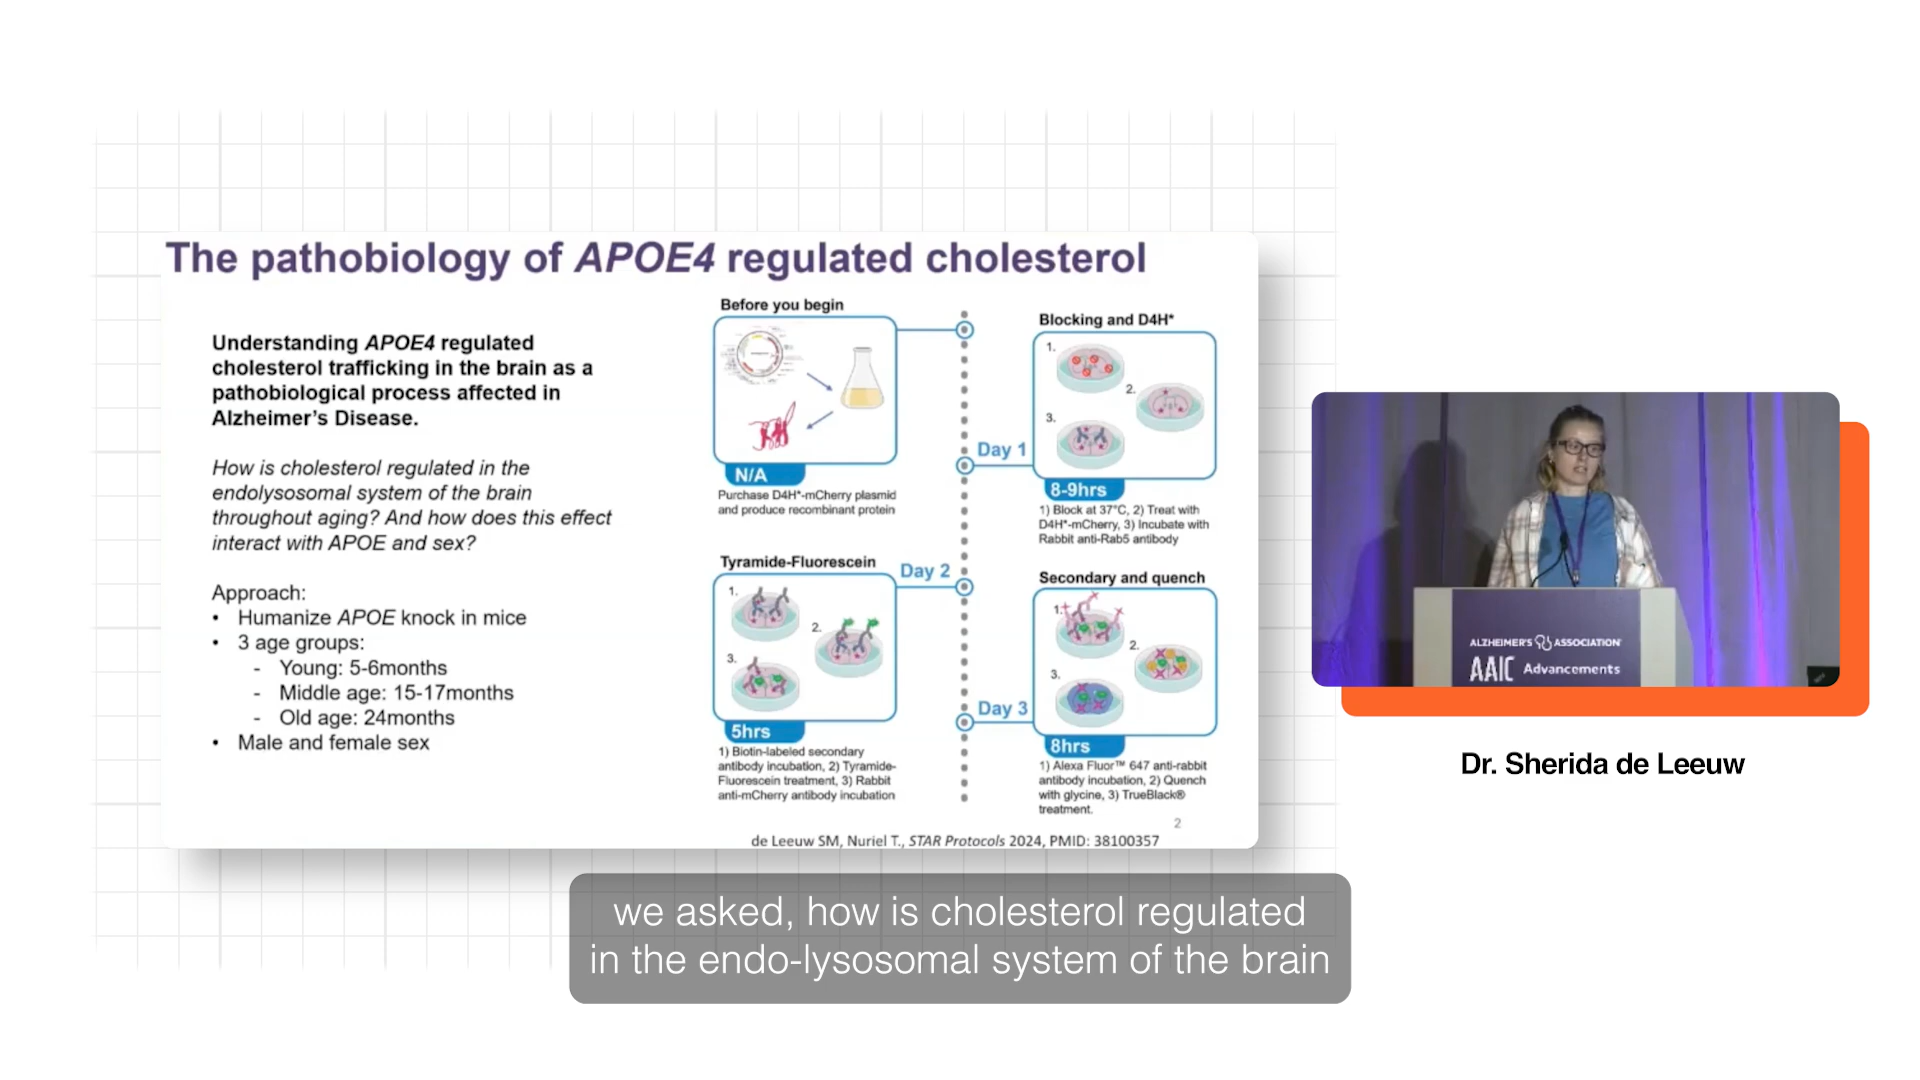 The pathobiology of APOE4 regulated cholesterol
Understanding APOE4 regulated
cholesterol trafficking in the brain as a
pathobiological process affected in
Alzheimer's Disease.
How is cholesterol regulated in the
endolysosomal system of the brain
throughout aging? And how does this effect
interact with APOE and sex?
Approach:
• Humanize APOE knock in mice
• 3 age groups:
- Young: 5-6months
- Middle age: 15-17months
- Old age: 24months
• Male and female sex
Before you begin
N/A
Purchase D4H*-mCherry plasmid
and produce recombinant protein
Day 1
Blocking and D4H*
1.
2.
3.
8-9hrs
1) Block at 37°C, 2) Treat with
D4H*-mCherry, 3) Incubate with
Rabbit anti-Rab5 antibody
Tyramide-Fluorescein
Day 2
1.
2.
3.
5hrs
1) Biotin-labeled secondary
antibody incubation, 2) Tyramide-
Fluorescein treatment, 3) Rabbit
anti-mCherry antibody incubation
Day 3
Secondary and quench
1.
2.
3.
8hrs
1) Alexa Fluor™ 647 anti-rabbit
antibody incubation, 2) Quench
with glycine, 3) TrueBlack®
treatment.
2
de Leeuw SM, Nuriel T., STAR Protocols 2024, PMID: 38100357
ALZHEIMER'S ASSOCIATION
AAIC Advancements
Dr. Sherida de Leeuw
we asked, how is cholesterol regulated
in the endo-lysosomal system of the brain